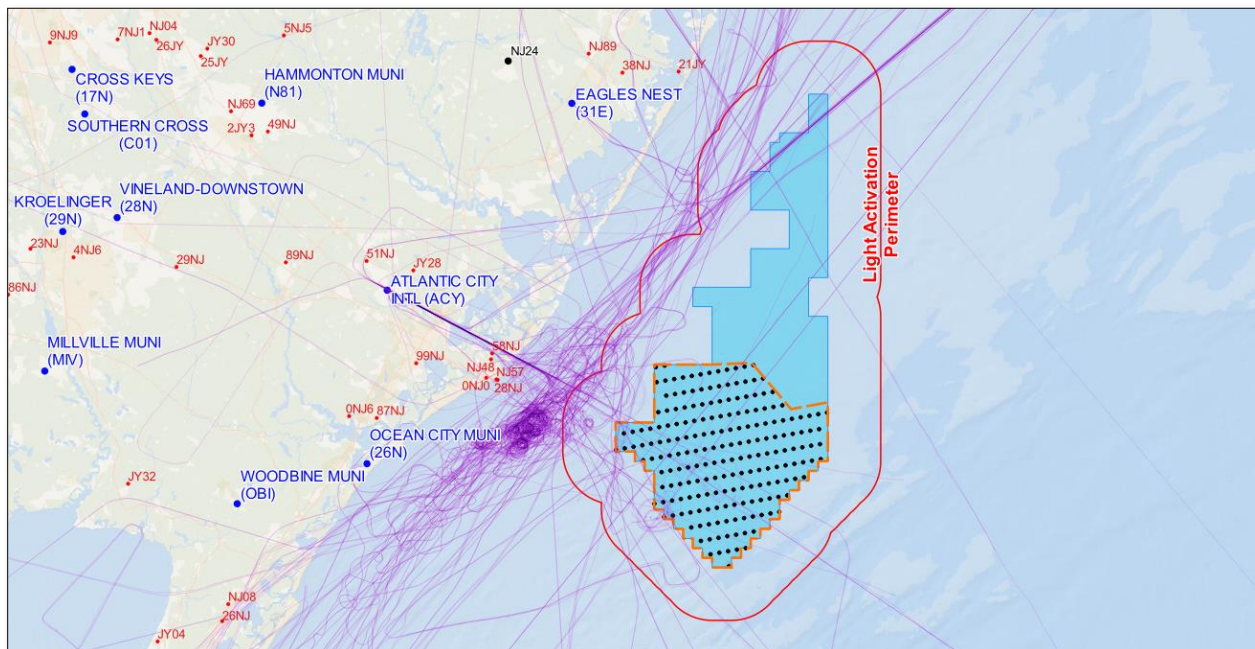 9NJ9
7NJ1
NJ04
26JY
JY30
25JY
5NJ5
NJ24
NJ89
38NJ
21JY
CROSS KEYS
(17N)
HAMMONTON MUNI
(N81)
EAGLES NEST
(31E)
NJ69
2JY3
49NJ
SOUTHERN CROSS
(C01)
VINELAND-DOWNSTOWN
(28N)
KROELINGER
(29N)
23NJ
4NJ6
29NJ
89NJ
51NJ
JY28
86NJ
ATLANTIC CITY
INTL (ACY)
Light Activation
Perimeter
MILLVILLE MUNI
(MIV)
58NJ
99NJ
NJ48
NJ57
0NJ0
28NJ
0NJ6
87NJ
OCEAN CITY MUNI
(26N)
WOODBINE MUNI
(OBI)
JY32
NJ08
26NJ
JY04